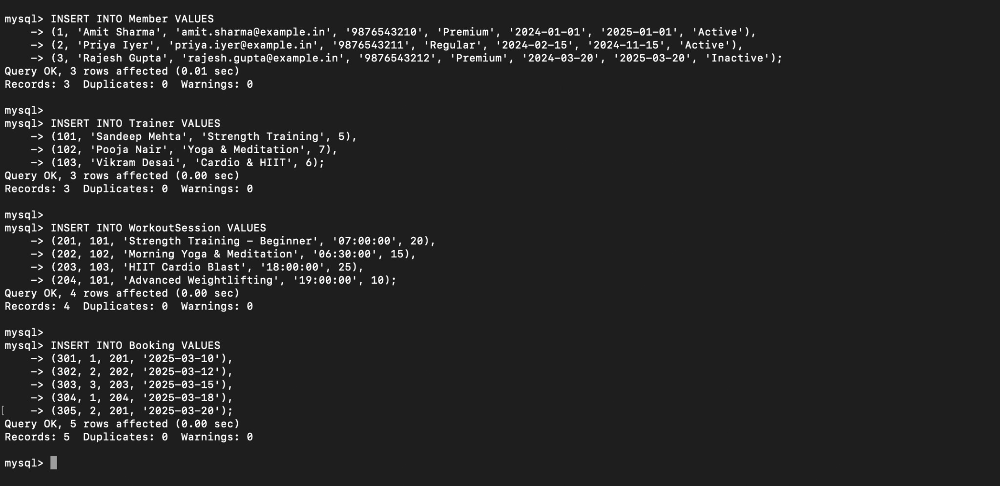 mysql> INSERT INTO Member VALUES
    -> (1, 'Amit Sharma', 'amit.sharma@example.in', '9876543210', 'Premium', '2024-01-01', '2025-01-01', 'Active'),
    -> (2, 'Priya Iyer', 'priya.iyer@example.in', '9876543211', 'Regular', '2024-02-15', '2024-11-15', 'Active'),
    -> (3, 'Rajesh Gupta', 'rajesh.gupta@example.in', '9876543212', 'Premium', '2024-03-20', '2025-03-20', 'Inactive');
Query OK, 3 rows affected (0.01 sec)
Records: 3  Duplicates: 0  Warnings: 0

mysql>
mysql> INSERT INTO Trainer VALUES
    -> (101, 'Sandeep Mehta', 'Strength Training', 5),
    -> (102, 'Pooja Nair', 'Yoga & Meditation', 7),
    -> (103, 'Vikram Desai', 'Cardio & HIIT', 6);
Query OK, 3 rows affected (0.00 sec)
Records: 3  Duplicates: 0  Warnings: 0

mysql>
mysql> INSERT INTO WorkoutSession VALUES
    -> (201, 101, 'Strength Training - Beginner', '07:00:00', 20),
    -> (202, 102, 'Morning Yoga & Meditation', '06:30:00', 15),
    -> (203, 103, 'HIIT Cardio Blast', '18:00:00', 25),
    -> (204, 101, 'Advanced Weightlifting', '19:00:00', 10);
Query OK, 4 rows affected (0.00 sec)
Records: 4  Duplicates: 0  Warnings: 0

mysql>
mysql> INSERT INTO Booking VALUES
    -> (301, 1, 201, '2025-03-10'),
    -> (302, 2, 202, '2025-03-12'),
    -> (303, 3, 203, '2025-03-15'),
    -> (304, 1, 204, '2025-03-18'),
[    -> (305, 2, 201, '2025-03-20');
Query OK, 5 rows affected (0.00 sec)
Records: 5  Duplicates: 0  Warnings: 0

mysql>